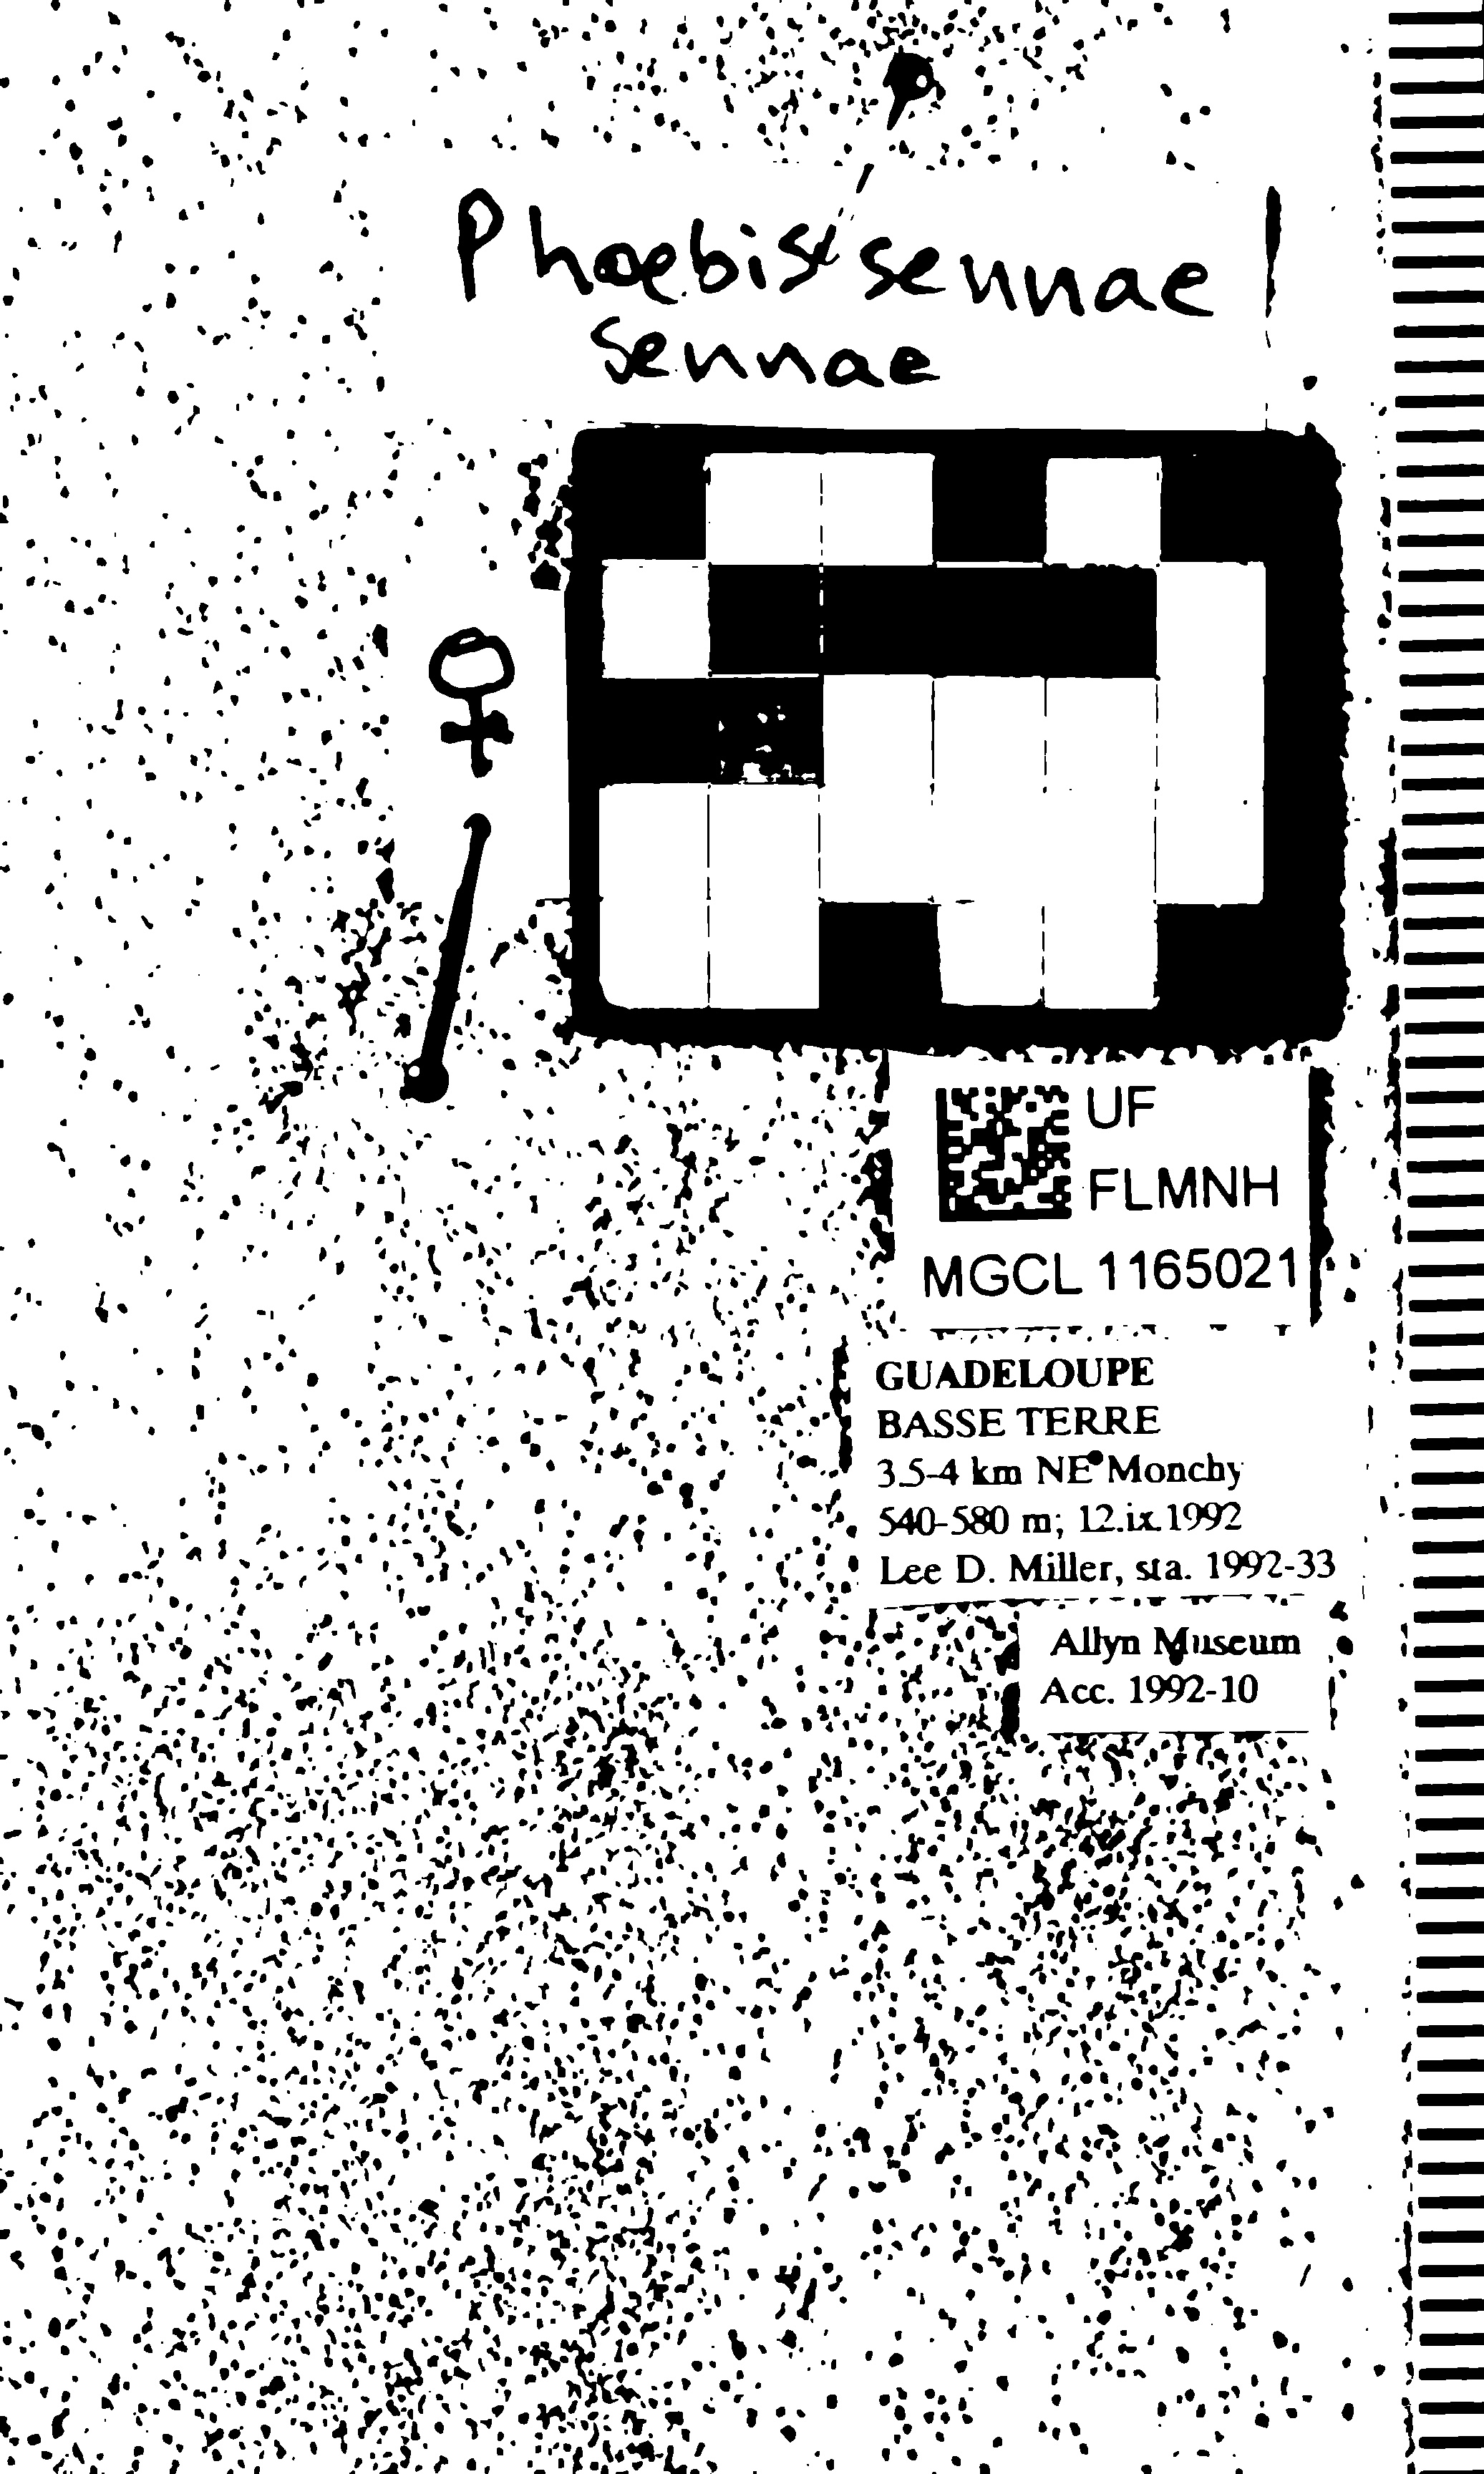 Phoebis sennae
sennae
♀
UF
FLMNH
MGCL 1165021
GUADELOUPE
BASSE TERRE
3.5-4 km NE Monchy
540-580 m; 12.ix.1992
Lee D. Miller, sta. 1992-33
Allyn Museum
Acc. 1992-10